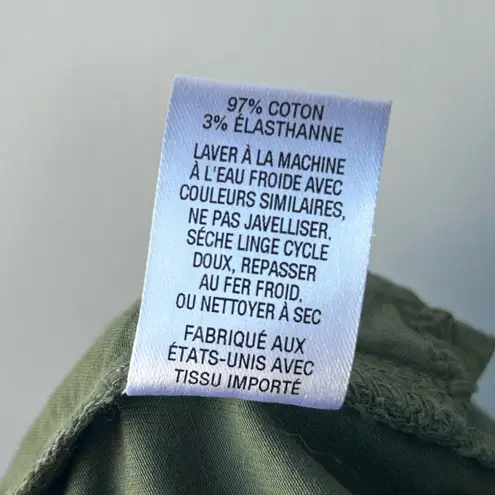 97% COTON
3% ÉLASTHANNE
LAVER À LA MACHINE
À L'EAU FROIDE AVEC
COULEURS SIMILAIRES,
NE PAS JAVELLISER.
SÉCHE LINGE CYCLE
DOUX, REPASSER
AU FER FROID.
OU NETTOYER À SEC
FABRIQUÉ AUX
ÉTATS-UNIS AVEC
TISSU IMPORTÉ